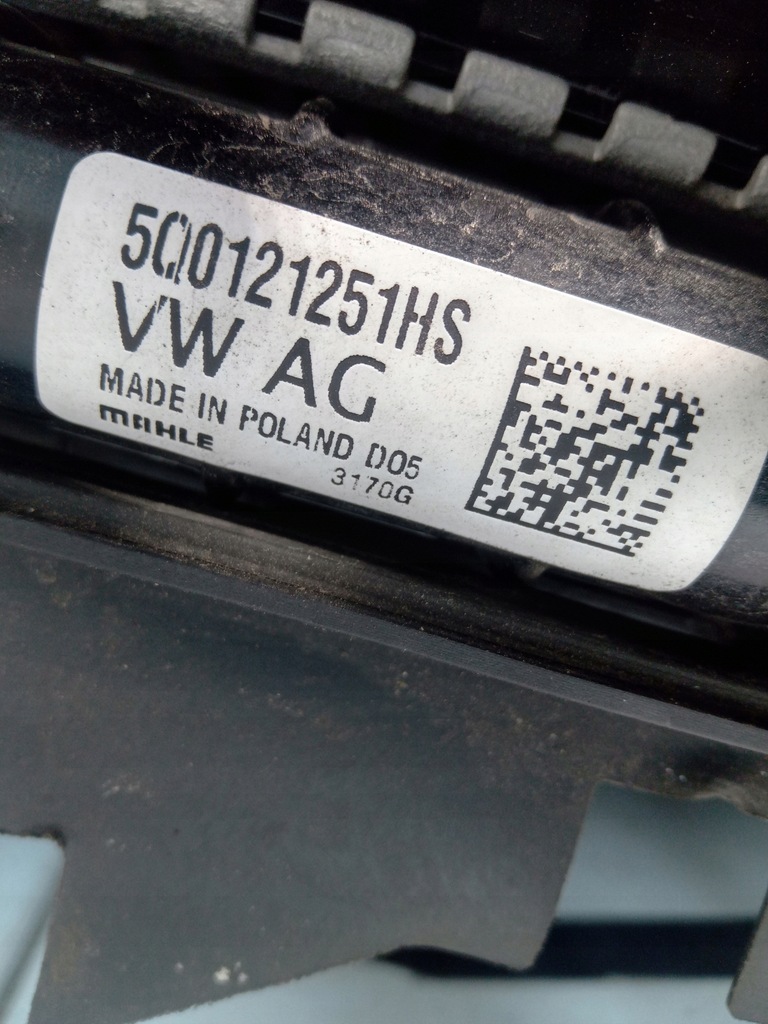 5Q0121251HS
VW AG
MADE IN POLAND D05
MAHLE
3170G